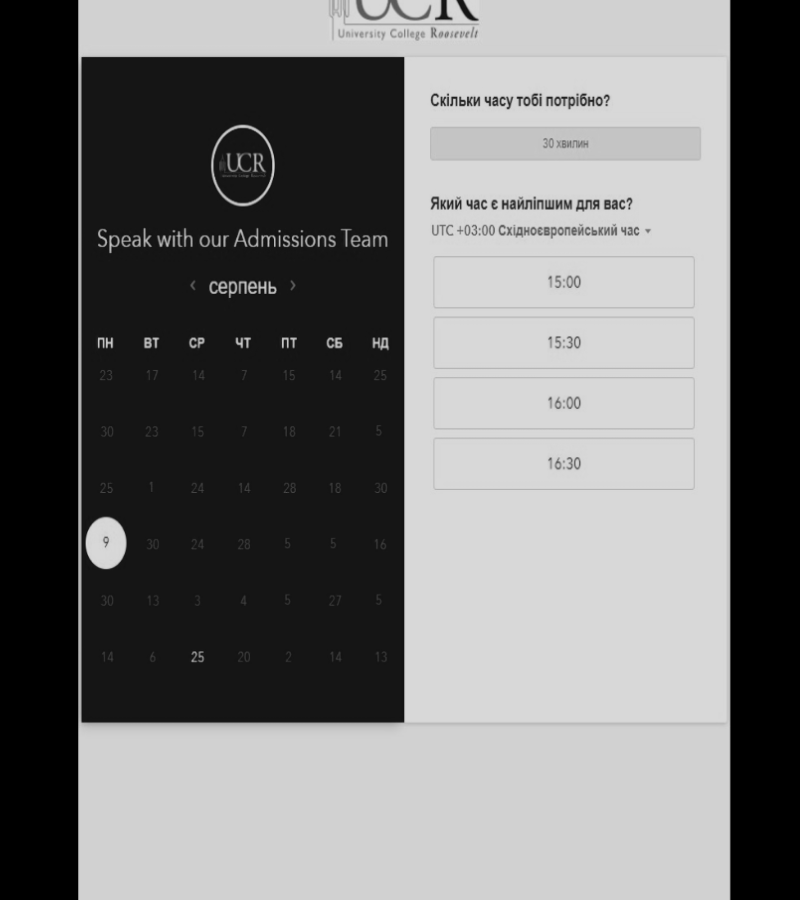 UCR
University College Roosevelt
UCR
Speak with our Admissions Team
‹ серпень ›
ПН ВТ СР ЧТ ПТ СБ НД
23 17 14 7 15 14 25
30 23 15 7 18 21 5
25 1 24 14 28 18 30
9 30 24 28 5 5 16
30 13 3 4 5 27 5
14 6 25 20 2 14 13
Скільки часу тобі потрібно?
30 хвилин
Який час є найліпшим для вас?
UTC +03:00 Східноєвропейський час
15:00
15:30
16:00
16:30